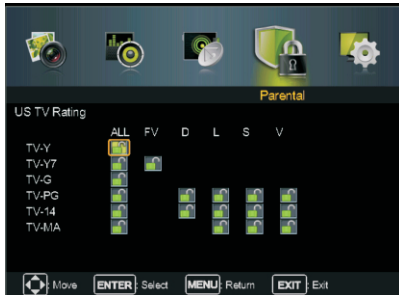 Parental
US TV Rating
ALL FV D L S V
TV-Y
TV-Y7
TV-G
TV-PG
TV-14
TV-MA
: Move ENTER : Select MENU : Return EXIT : Exit